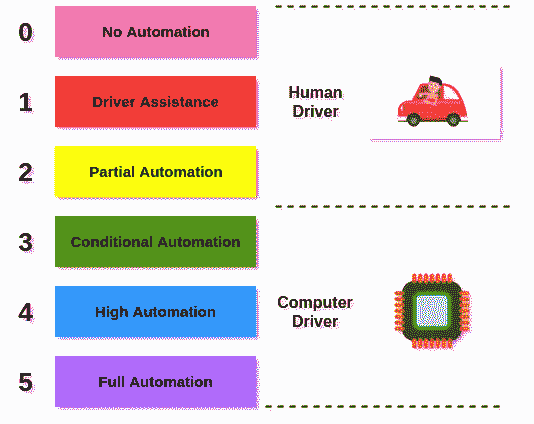 0 No Automation
1 Driver Assistance
2 Partial Automation
Human
Driver
3 Conditional Automation
4 High Automation
5 Full Automation
Computer
Driver